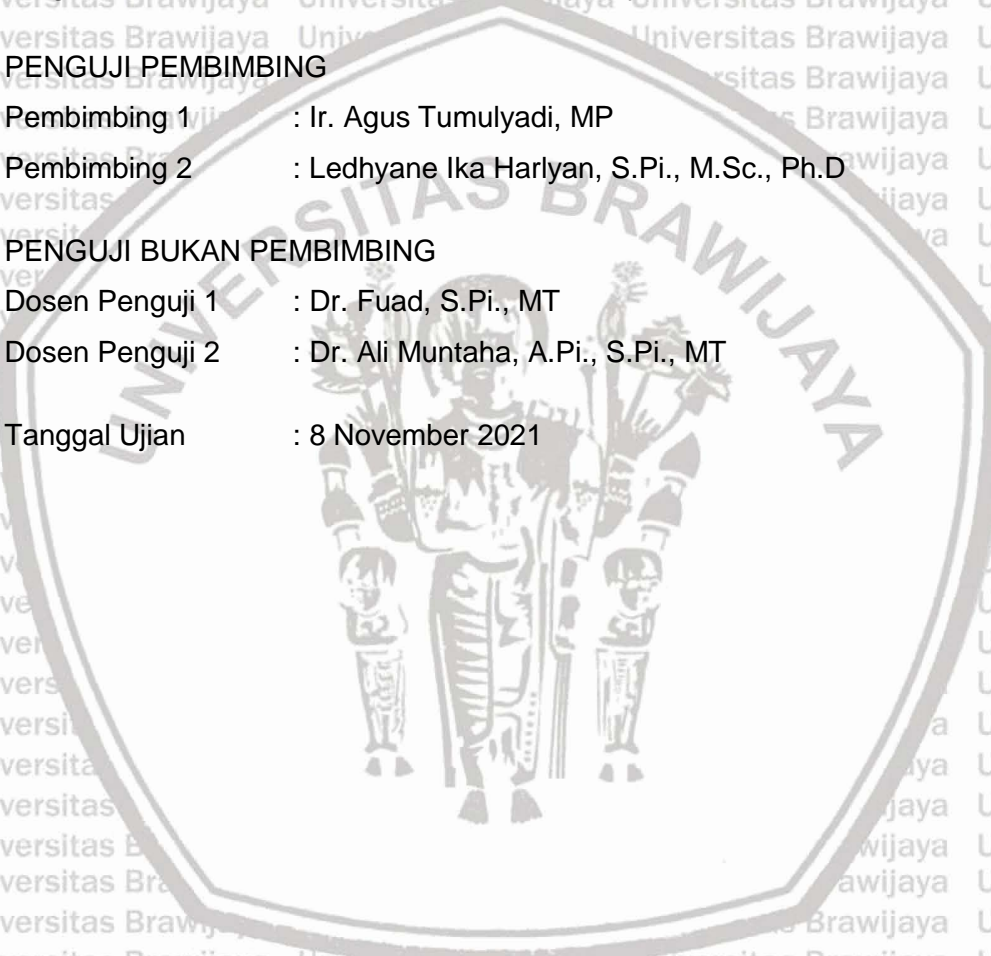 PENGUJI PEMBIMBING
Pembimbing 1 : Ir. Agus Tumulyadi, MP
Pembimbing 2 : Ledhyane Ika Harlyan, S.Pi., M.Sc., Ph.D
PENGUJI BUKAN PEMBIMBING
Dosen Penguji 1 : Dr. Fuad, S.Pi., MT
Dosen Penguji 2 : Dr. Ali Muntaha, A.Pi., S.Pi., MT
Tanggal Ujian : 8 November 2021
UNIVERSITAS BRAWIJAYA